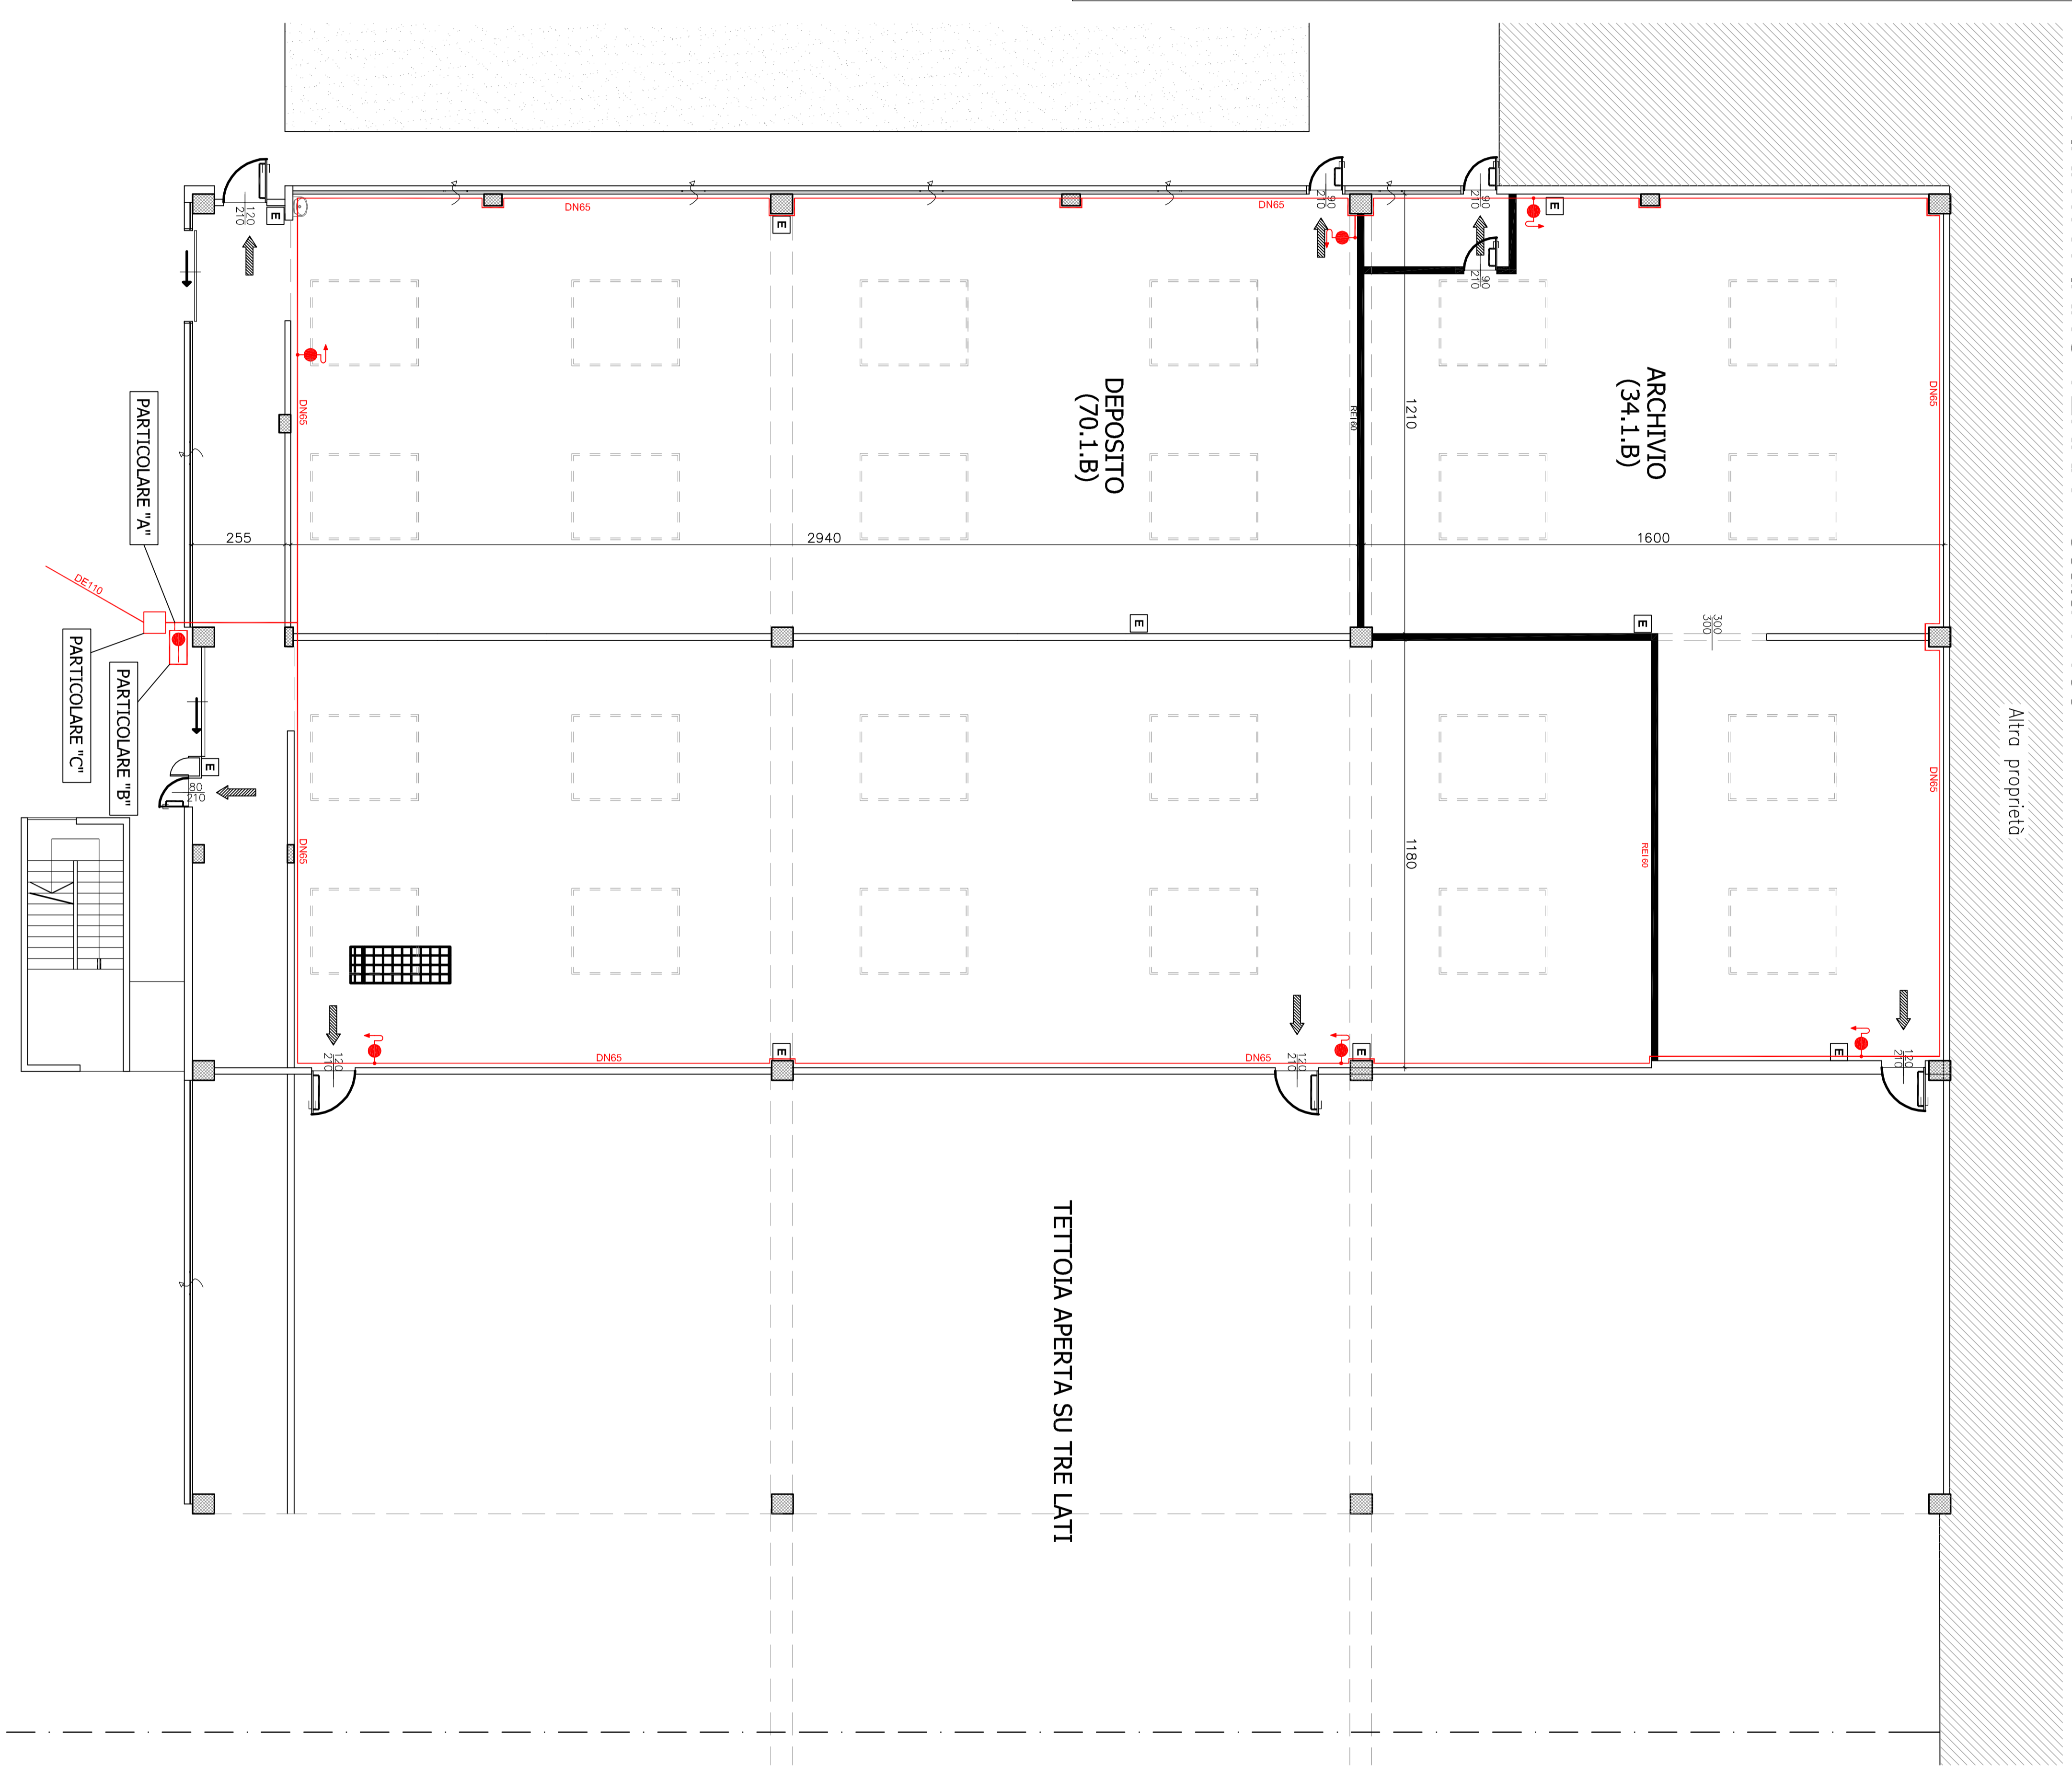 120
210
E
DN65
E
DN65
90
210
90
210
E
90
210
DN65
DN65
REI60
1210
ARCHIVIO
(34.1.B)
DEPOSITO
(70.1.B)
PARTICOLARE "A"
255
2940
1600
DE110
E
E
300
300
PARTICOLARE "C"
PARTICOLARE "B"
E
80
210
Altra proprietà
DN65
DN65
1180
REI60
120
210
DN65
E
DN65
120
210
E
E
120
210
TETTOIA APERTA SU TRE LATI